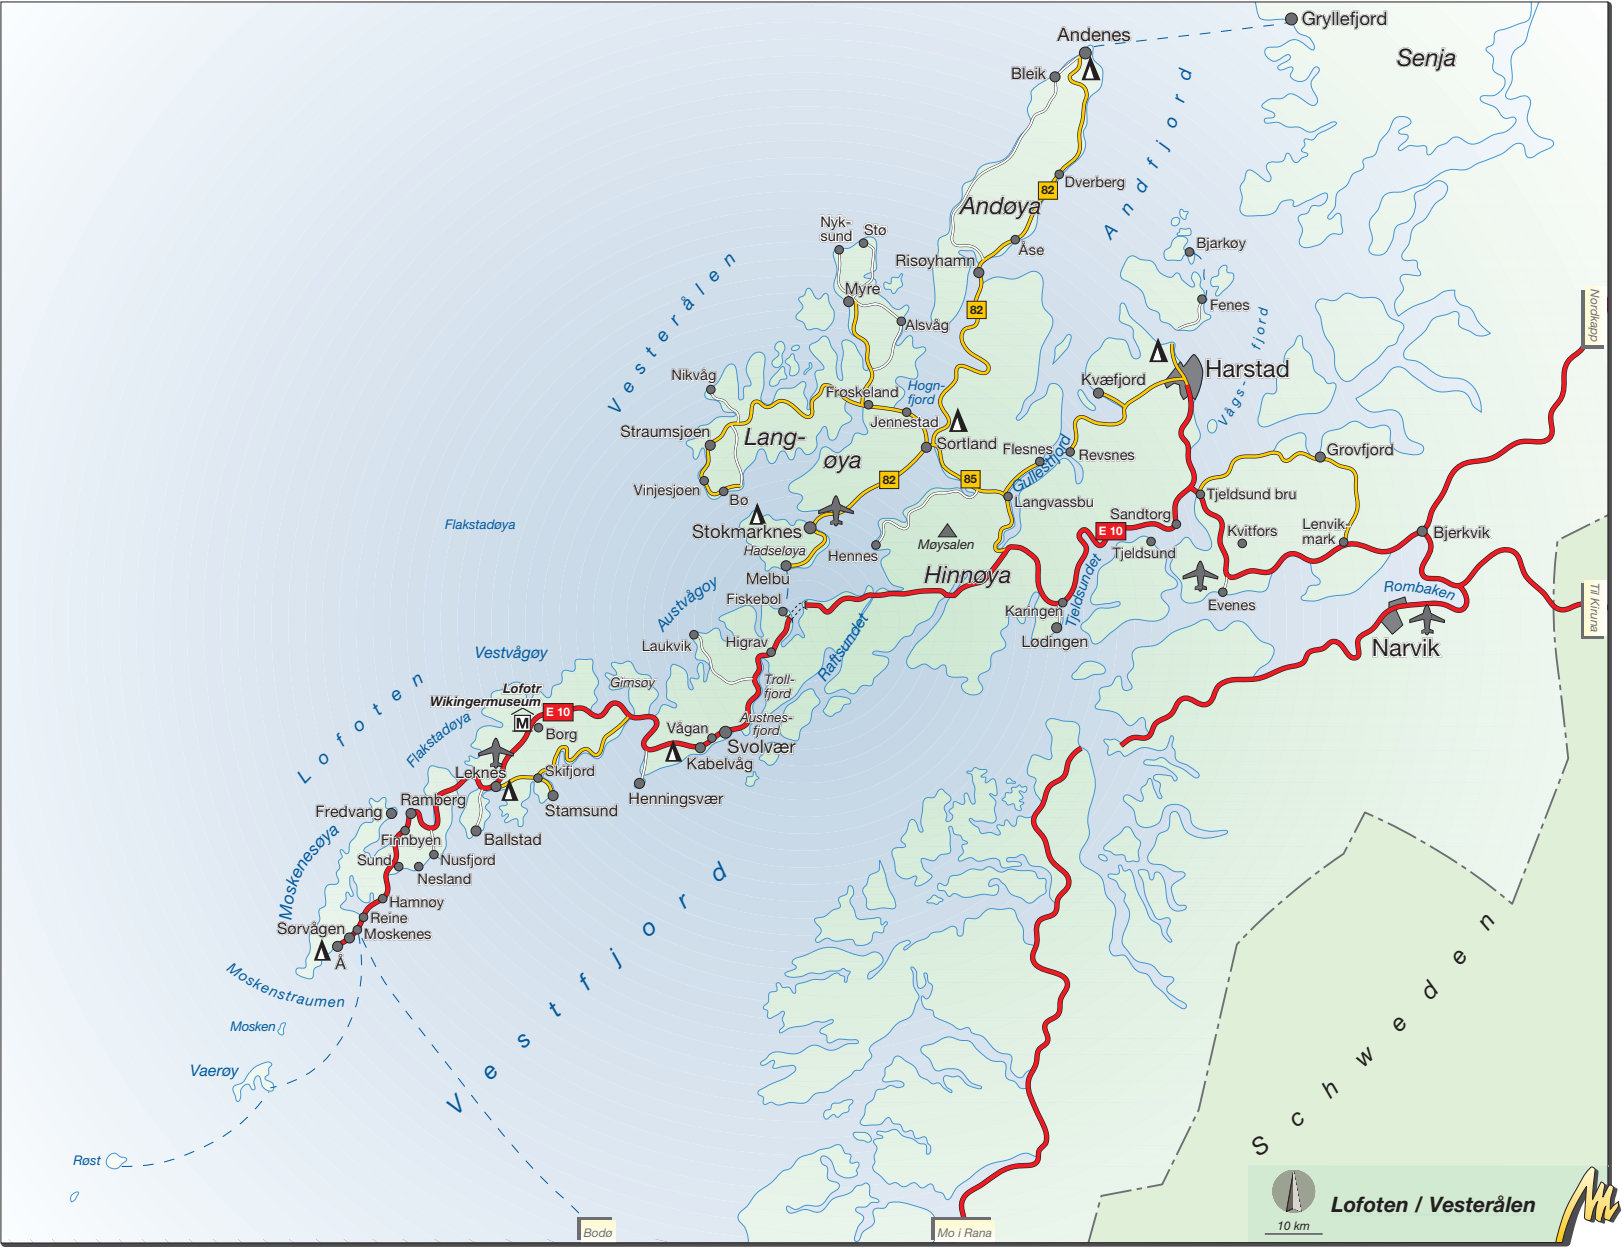 Gryllefjord
Andenes
Senja
Bleik
Andfjord
Dverberg
82
Andøya
Nyk-
sund
Stø
Åse
Bjarkøy
Risøyhamn
Vesterålen
Myre
Fenes
82
Alsvåg
Vågs-
fjord
Nordkapp
Harstad
Nikvåg
Kvæfjord
Frøskeland
Hogn-
fjord
Jennestad
Straumsjøen
Lang-
øya
Sortland
Flesnes
Gullesfjord
Revsnes
Grovfjord
82
85
Vinjesjøen
Bø
Langvassbu
Tjeldsund bru
Flakstadøya
Stokmarknes
Sandtorg
E 10
Kvitfors
Lenvik-
mark
Bjerkvik
Hadseløya
Hennes
Møysalen
Tjeldsund
Melbu
Hinnøya
Tjeldsundet
Rombaken
Til Kiruna
Austvågøy
Fiskebøl
Karingen
Evenes
Laukvik
Higrav
Raftsundet
Lødingen
Narvik
Vestvågøy
Lofoten
Gimsøy
Troll-
fjord
Lofotr
Wikingermuseum
M
E 10
Austnes-
fjord
Flakstadøya
Borg
Vågan
Svolvær
Kabelvåg
Leknes
Skifjord
Henningsvær
Stamsund
Fredvang
Ramberg
Finnbyen
Ballstad
Moskenesøya
Sund
Nusfjord
Nesland
Vestfjord
Hamnøy
Reine
Sørvågen
Moskenes
Å
Moskenstraumen
Mosken
Vaerøy
Schweden
Røst
Bodø
Mo i Rana
10 km
Lofoten / Vesterålen